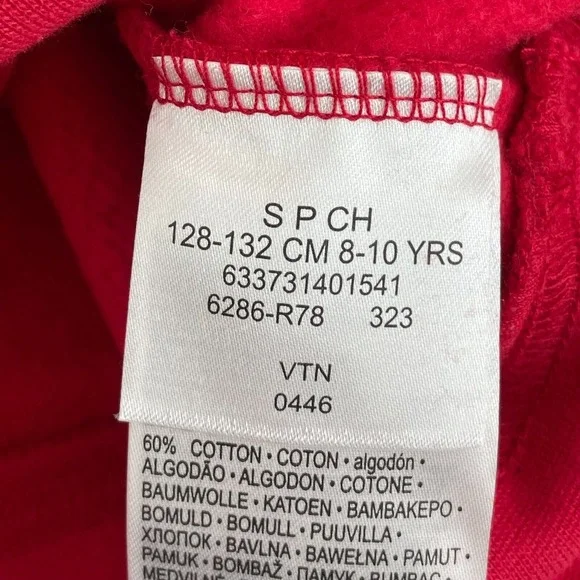 S P CH
128-132 CM 8-10 YRS
633731401541
6286-R78 323
VTN
0446
60% COTTON • COTON • algodón •
ALGODÃO • ALGODON • COTONE •
BAUMWOLLE • KATOEN • ΒΑΜΒΑΚΕΡΟ •
BOMULD • BOMULL • PUUVILLA •
ХЛОПОК • BAVLNA • BAWEŁNA • PAMUT •
PAMUK • BOMBAŽ • ПАМУК •